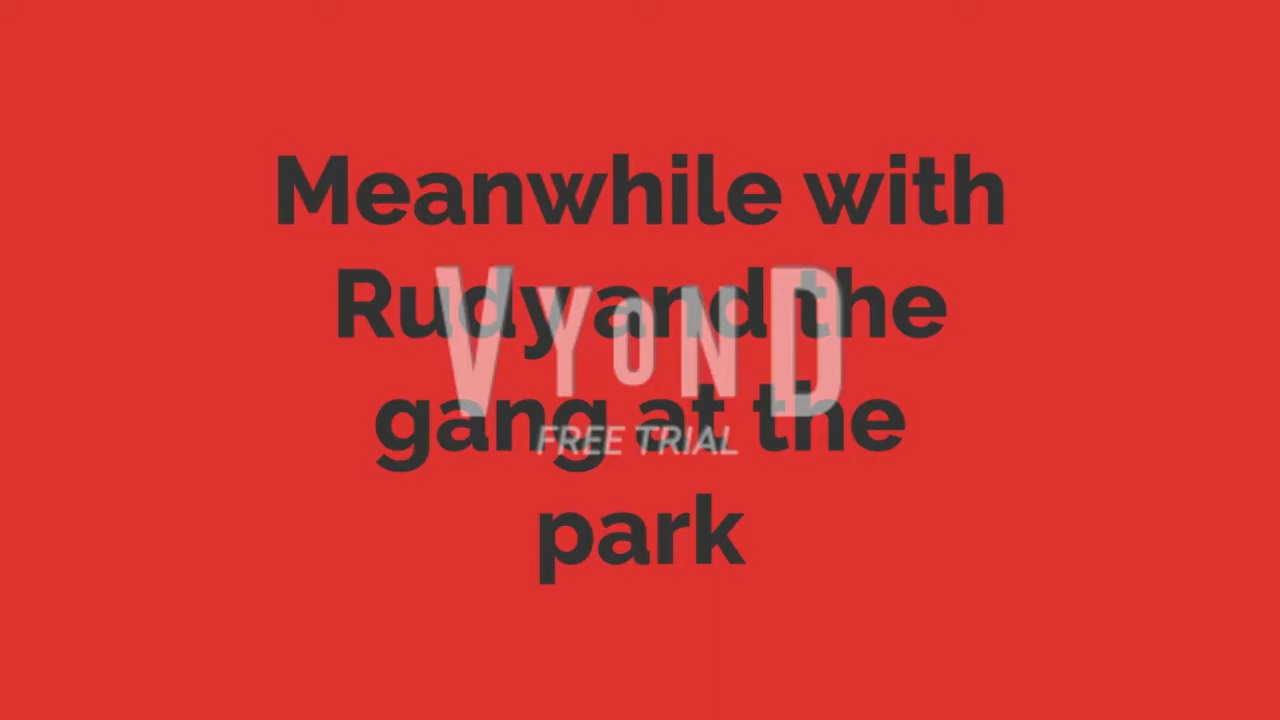 Meanwhile with
Rudy and the
gang at the
park
VYOND
FREE TRIAL